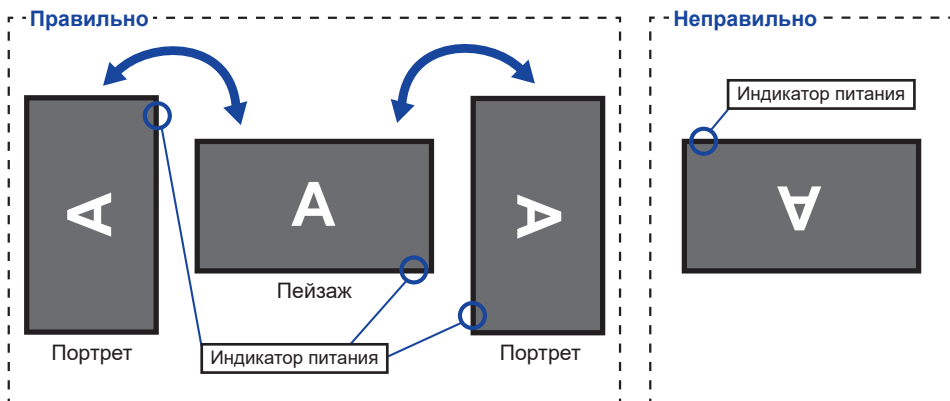 Правильно
Неправильно
Индикатор питания
A
A
A
A
Пейзаж
Портрет
Индикатор питания
Портрет